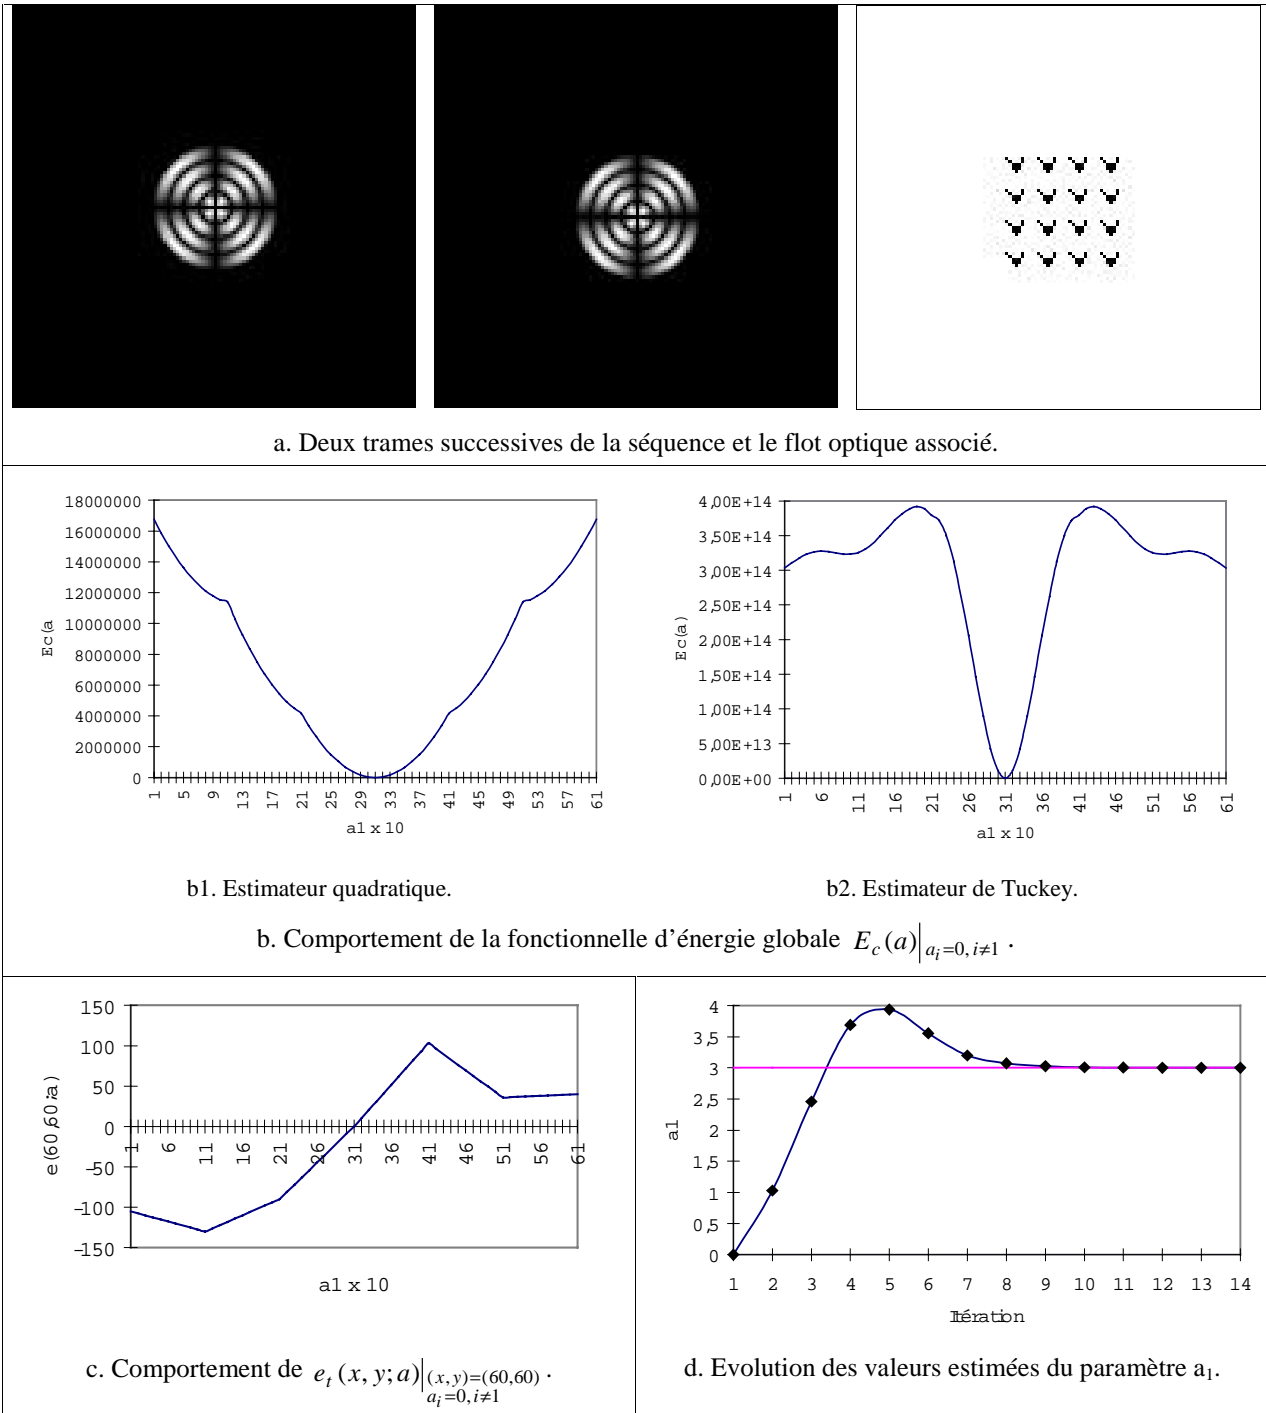 a. Deux trames successives de la séquence et le flot optique associé.
18000000
16000000
14000000
12000000
10000000
8000000
6000000
4000000
2000000
0
Ec(a
1 5 9 13 17 21 25 29 33 37 41 45 49 53 57 61
a1 x 10
b1. Estimateur quadratique.
4,00E+14
3,50E+14
3,00E+14
2,50E+14
2,00E+14
1,50E+14
1,00E+14
5,00E+13
0,00E+00
Ec(a)
1 6 11 16 21 26 31 36 41 46 51 56 61
a1 x 10
b2. Estimateur de Tuckey.
b. Comportement de la fonctionnelle d’énergie globale E_c(a)|a_i=0, i≠1 .
150
100
50
0
-50
-100
-150
e(60,60;a)
1 6 11 16 21 26 31 36 41 46 51 56 61
a1 x 10
c. Comportement de e_t(x, y; a)|(x, y)=(60,60) .
a_i=0, i≠1
4
3,5
3
2,5
2
1,5
1
0,5
0
a1
1 2 3 4 5 6 7 8 9 10 11 12 13 14
Itération
d. Evolution des valeurs estimées du paramètre a₁.